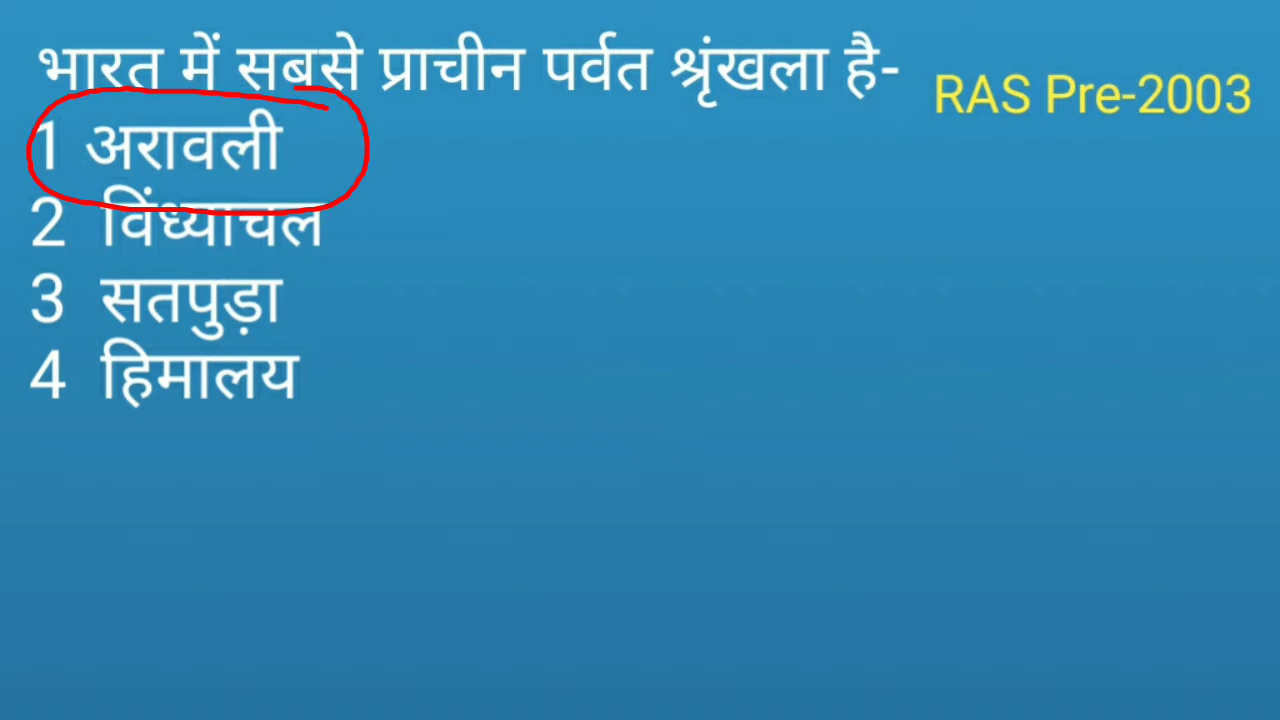 भारत में सबसे प्राचीन पर्वत श्रृंखला है-
RAS Pre-2003
1 अरावली
2 विंध्याचल
3 सतपुड़ा
4 हिमालय